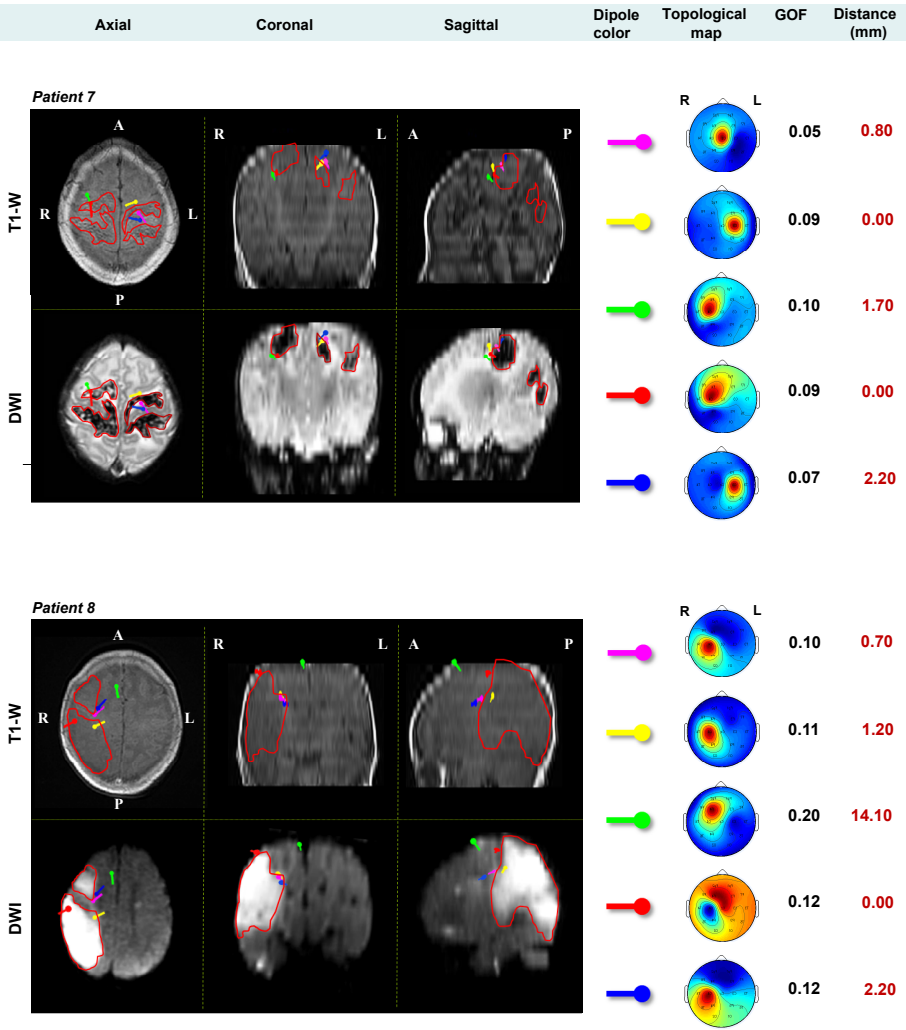 Axial Coronal Sagittal Dipole color Topological map GOF Distance (mm)
Patient 7
T1-W
A
R L
P
R L
A P
R L
0.05 0.80
0.09 0.00
0.10 1.70
DWI
0.09 0.00
0.07 2.20
Patient 8
T1-W
A
R L
P
R L
A P
R L
0.10 0.70
0.11 1.20
0.20 14.10
DWI
0.12 0.00
0.12 2.20